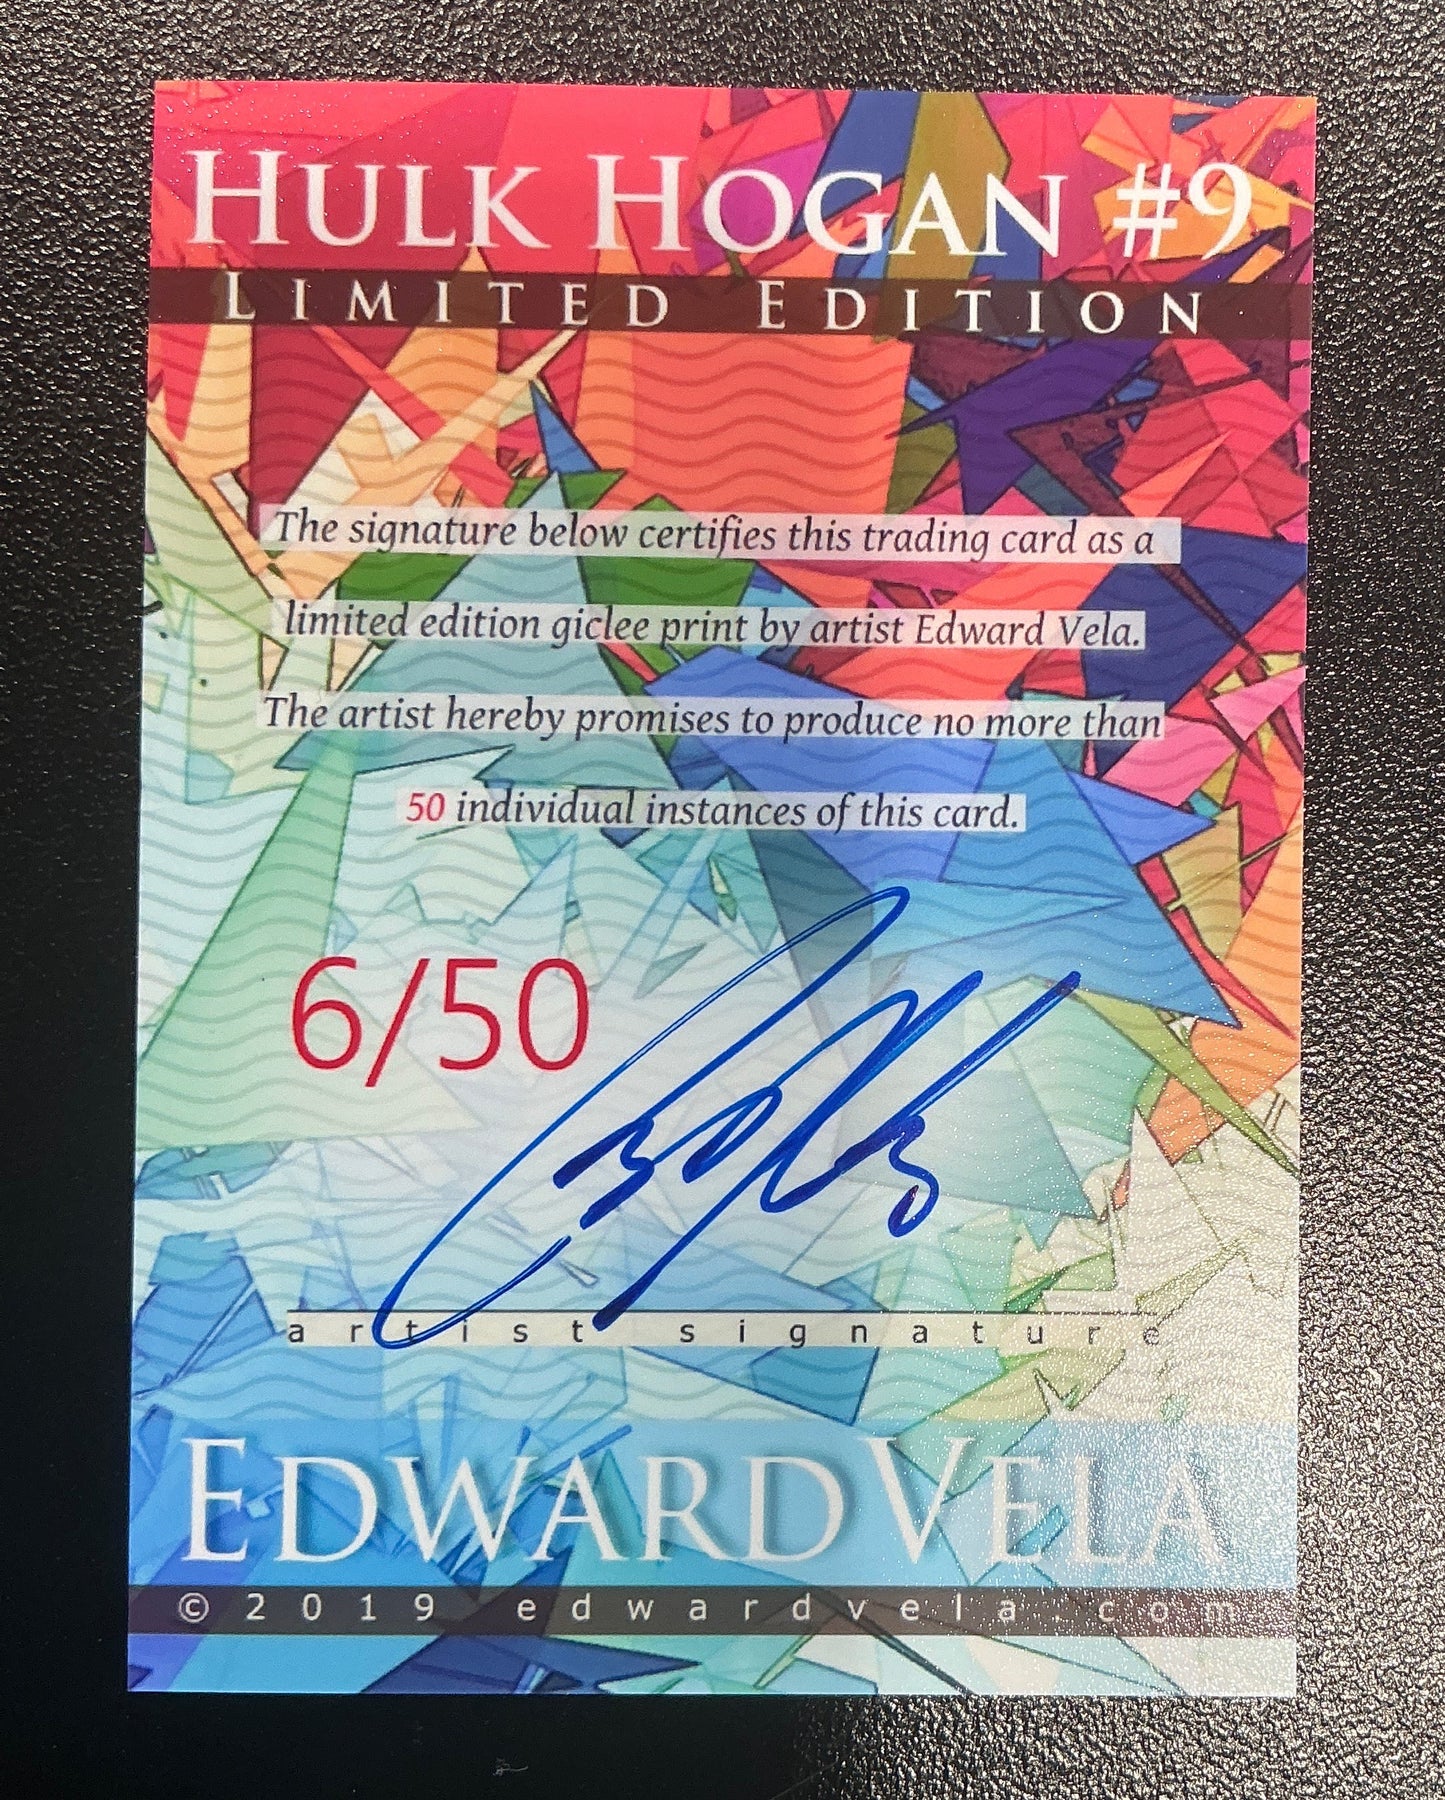 HULK HOGAN #9
LIMITED EDITION
The signature below certifies this trading card as a
limited edition giclee print by artist Edward Vela.
The artist hereby promises to produce no more than
50 individual instances of this card.
6/50
artist signature
EDWARDVELA
©2019 edwardvela.com